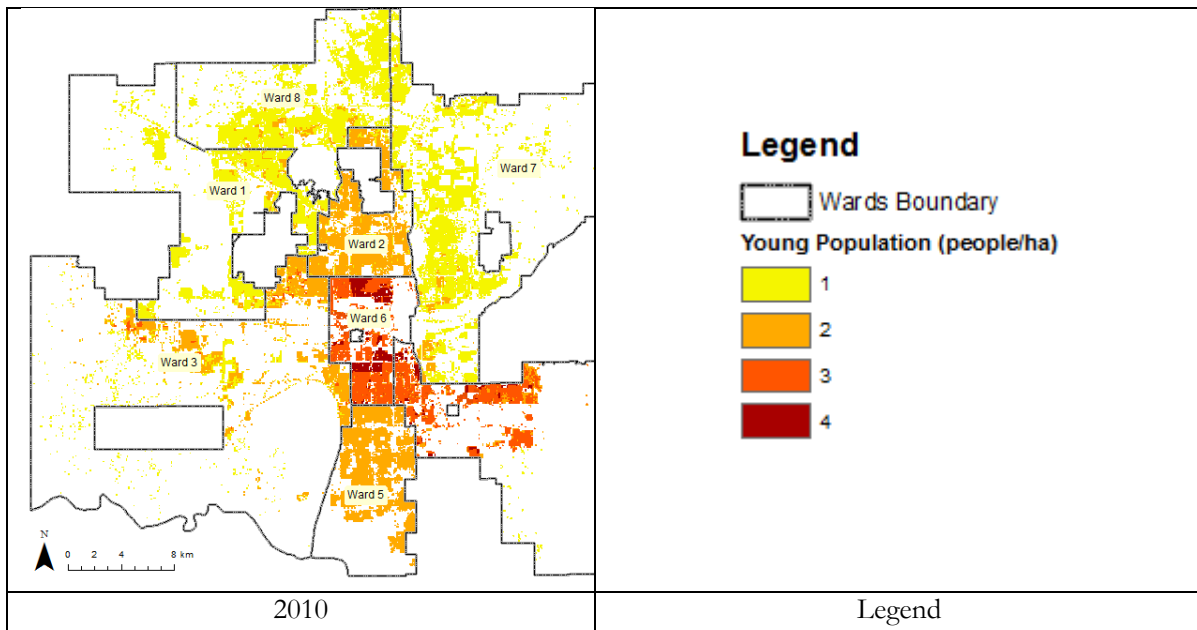 Ward 8
Ward 7
Ward 1
Ward 2
Ward 6
Ward 3
Ward 5
N
0 2 4 8 km
2010
Legend
Wards Boundary
Young Population (people/ha)
1
2
3
4
Legend